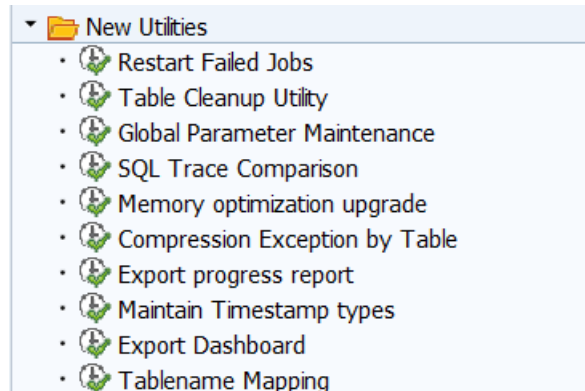 New Utilities
Restart Failed Jobs
Table Cleanup Utility
Global Parameter Maintenance
SQL Trace Comparison
Memory optimization upgrade
Compression Exception by Table
Export progress report
Maintain Timestamp types
Export Dashboard
Tablename Mapping